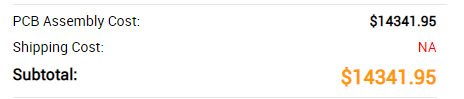 PCB Assembly Cost: $14341.95
Shipping Cost: NA
Subtotal: $14341.95